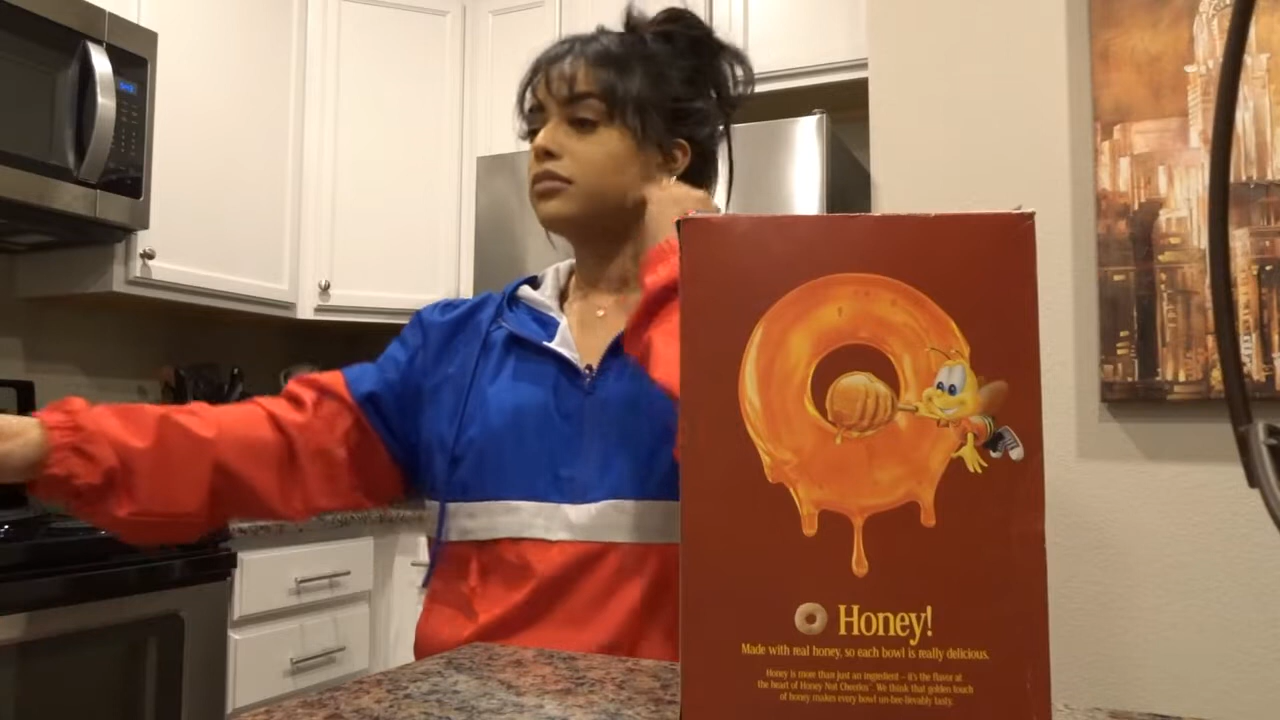 Honey!
Made with real honey, so each bowl is really delicious.
Honey is more than just an ingredient – it's the flavor at
the heart of Honey Nut Cheerios™. We think that golden touch
of honey makes every bowl un-bee-lievably tasty.